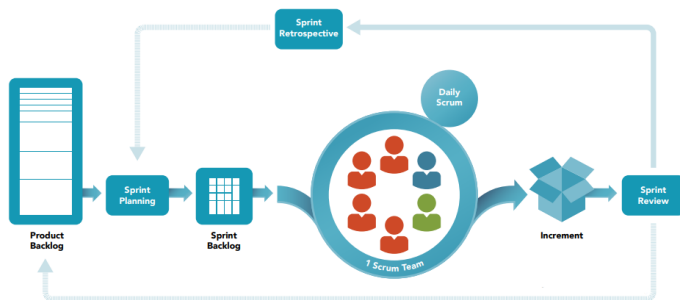 Sprint
Retrospective
Daily
Scrum
Sprint
Planning
Sprint
Review
Product
Backlog
Sprint
Backlog
1 Scrum Team
Increment